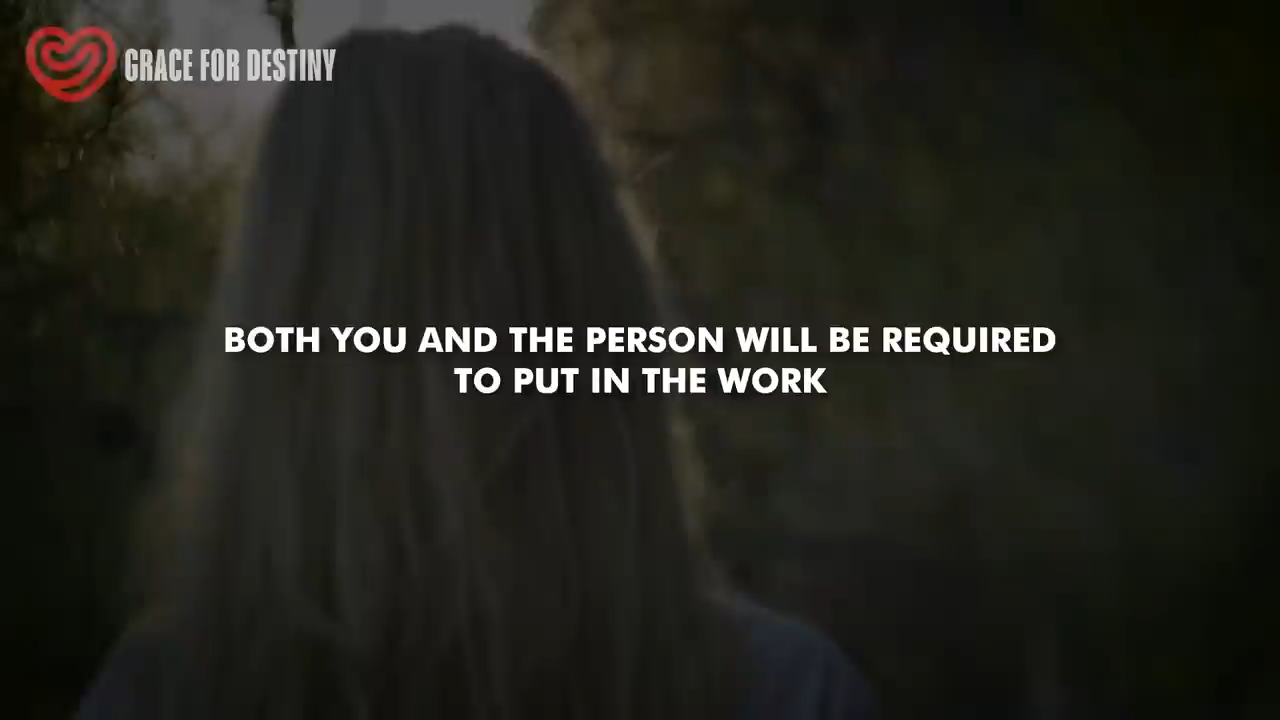 GRACE FOR DESTINY
BOTH YOU AND THE PERSON WILL BE REQUIRED
TO PUT IN THE WORK